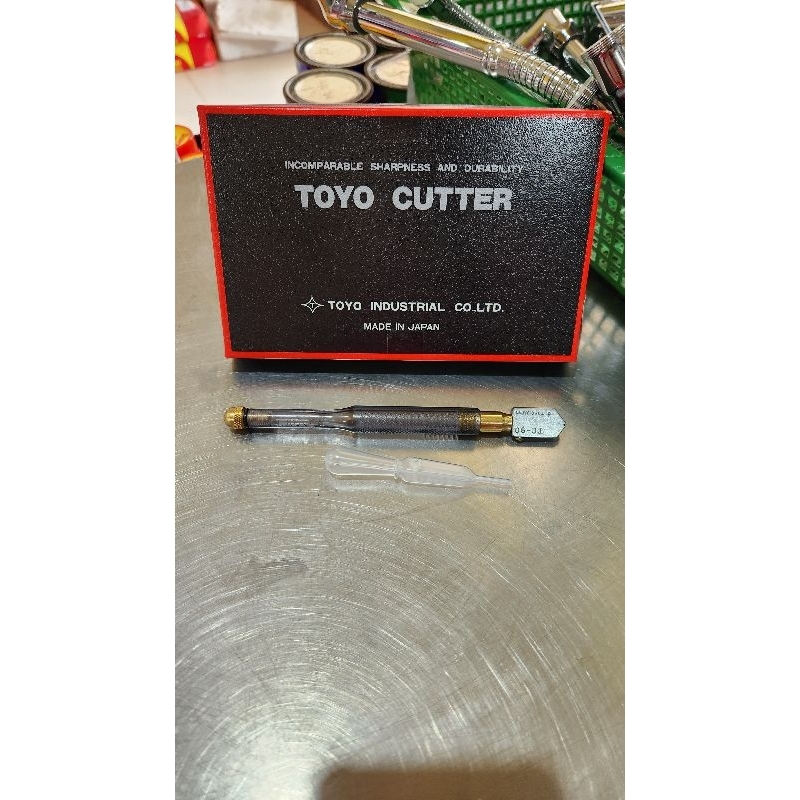 INCOMPARABLE SHARPNESS AND DURABILITY
TOYO CUTTER
T
TOYO INDUSTRIAL CO.,LTD.
MADE IN JAPAN